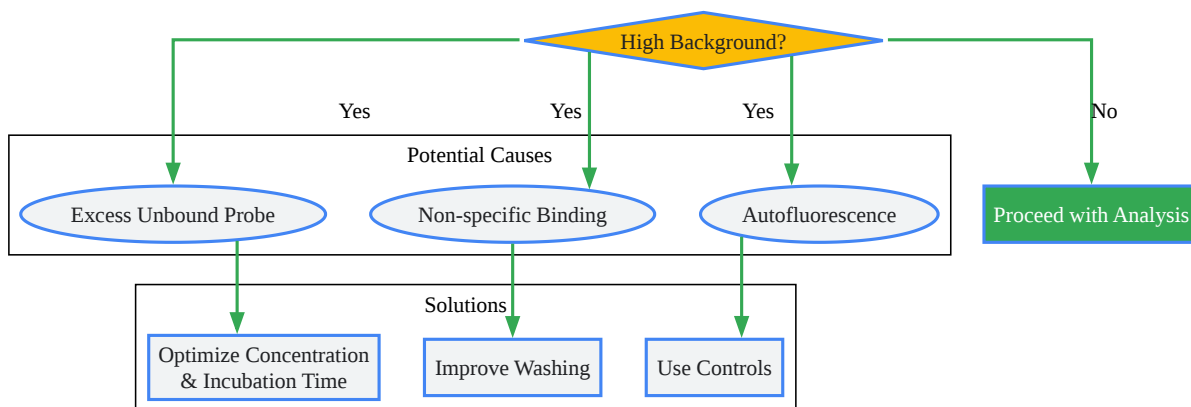 High Background?
Yes
Yes
Yes
No
Potential Causes
Excess Unbound Probe
Non-specific Binding
Autofluorescence
Proceed with Analysis
Solutions
Optimize Concentration
& Incubation Time
Improve Washing
Use Controls